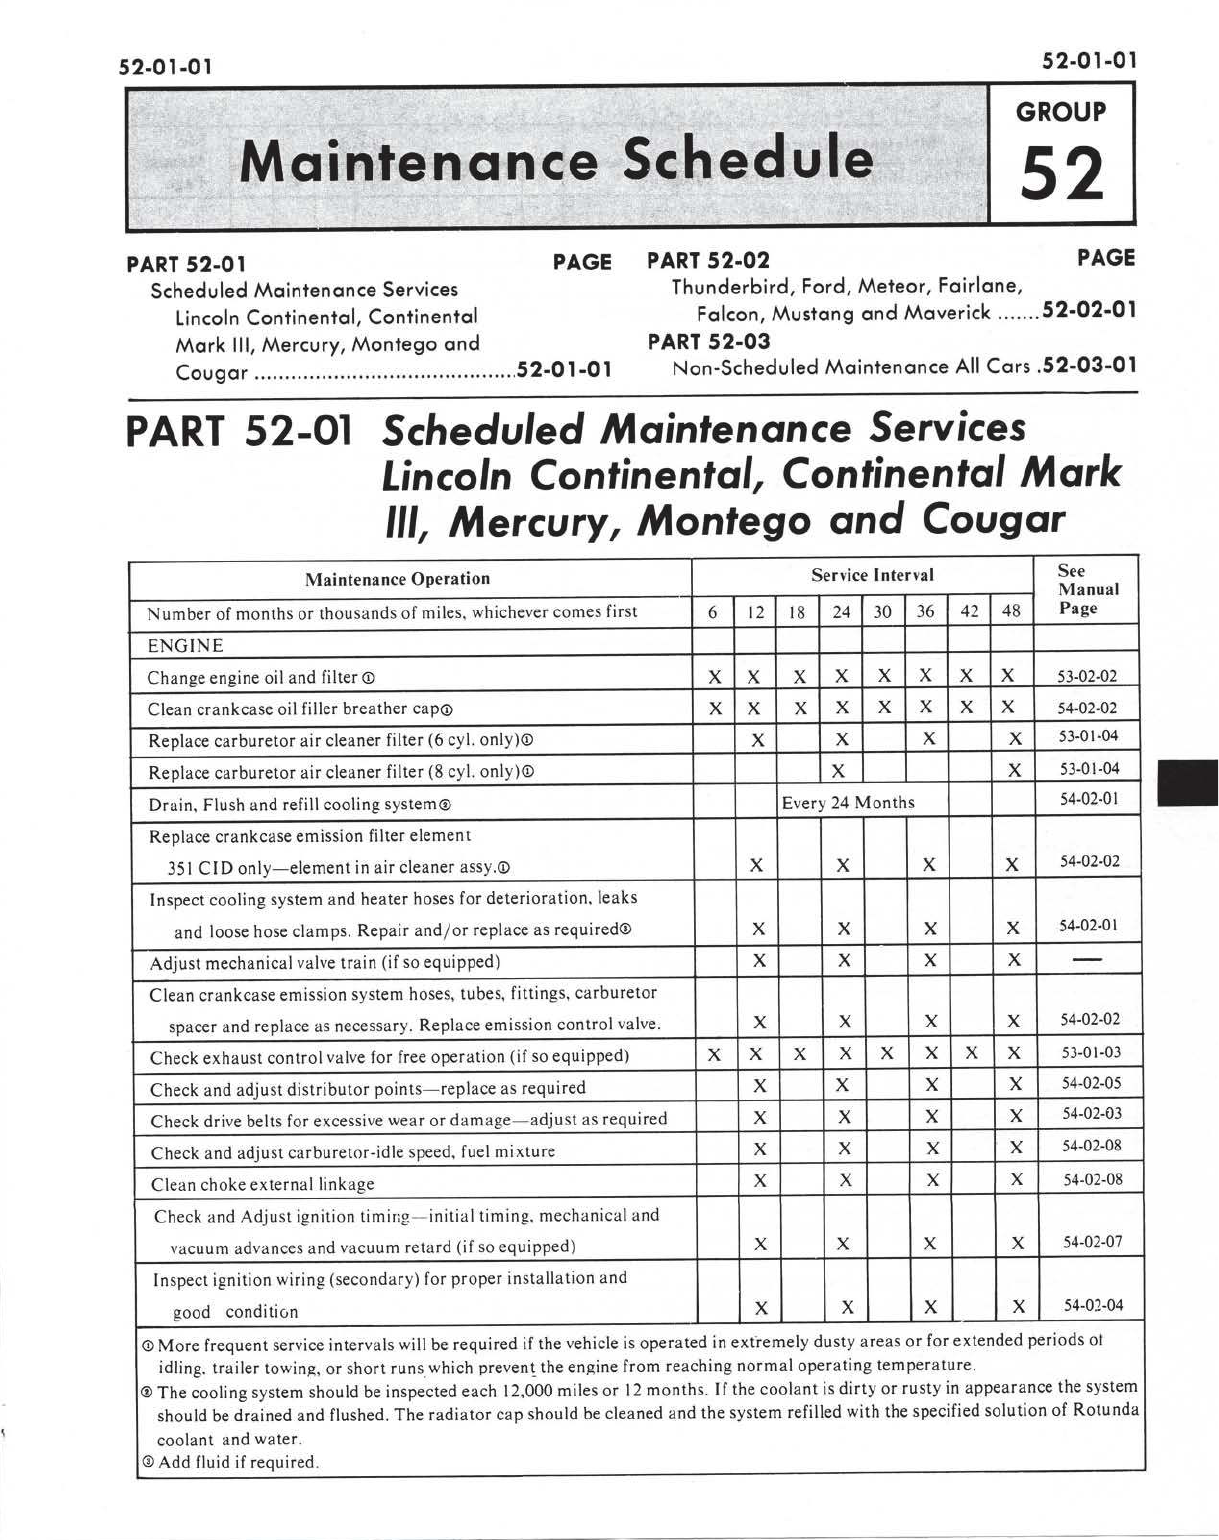 52-01-01 52-01-01
Maintenance Schedule
GROUP
52
PART 52-01 PAGE
Scheduled Maintenance Services
Lincoln Continental, Continental
Mark III, Mercury, Montego and
Cougar ..........................................52-01-01
PART 52-02 PAGE
Thunderbird, Ford, Meteor, Fairlane,
Falcon, Mustang and Maverick .......52-02-01
PART 52-03
Non-Scheduled Maintenance All Cars .52-03-01
PART 52-01 Scheduled Maintenance Services
Lincoln Continental, Continental Mark
III, Mercury, Montego and Cougar
Maintenance Operation Service Interval See
Manual
Page
Number of months or thousands of miles, whichever comes first 6 12 18 24 30 36 42 48
ENGINE
Change engine oil and filter① X X X X X X X X 53-02-02
Clean crankcase oil filler breather cap① X X X X X X X X 54-02-02
Replace carburetor air cleaner filter (6 cyl. only)① X X X X 53-01-04
Replace carburetor air cleaner filter (8 cyl. only)① X X 53-01-04
Drain, Flush and refill cooling system② Every 24 Months 54-02-01
Replace crankcase emission filter element
351 CID only—element in air cleaner assy.① X X X X 54-02-02
Inspect cooling system and heater hoses for deterioration, leaks
and loose hose clamps. Repair and/or replace as required③ X X X X 54-02-01
Adjust mechanical valve train (if so equipped) X X X X —
Clean crankcase emission system hoses, tubes, fittings, carburetor
spacer and replace as necessary. Replace emission control valve. X X X X 54-02-02
Check exhaust control valve for free operation (if so equipped) X X X X X X X X 53-01-03
Check and adjust distributor points—replace as required X X X X 54-02-05
Check drive belts for excessive wear or damage—adjust as required X X X X 54-02-03
Check and adjust carburetor-idle speed, fuel mixture X X X X 54-02-08
Clean choke external linkage X X X X 54-02-08
Check and Adjust ignition timing—initial timing, mechanical and
vacuum advances and vacuum retard (if so equipped) X X X X 54-02-07
Inspect ignition wiring (secondary) for proper installation and
good condition X X X X 54-02-04
① More frequent service intervals will be required if the vehicle is operated in extremely dusty areas or for extended periods of
idling, trailer towing, or short runs which prevent the engine from reaching normal operating temperature.
② The cooling system should be inspected each 12,000 miles or 12 months. If the coolant is dirty or rusty in appearance the system
should be drained and flushed. The radiator cap should be cleaned and the system refilled with the specified solution of Rotunda
coolant and water.
③ Add fluid if required.